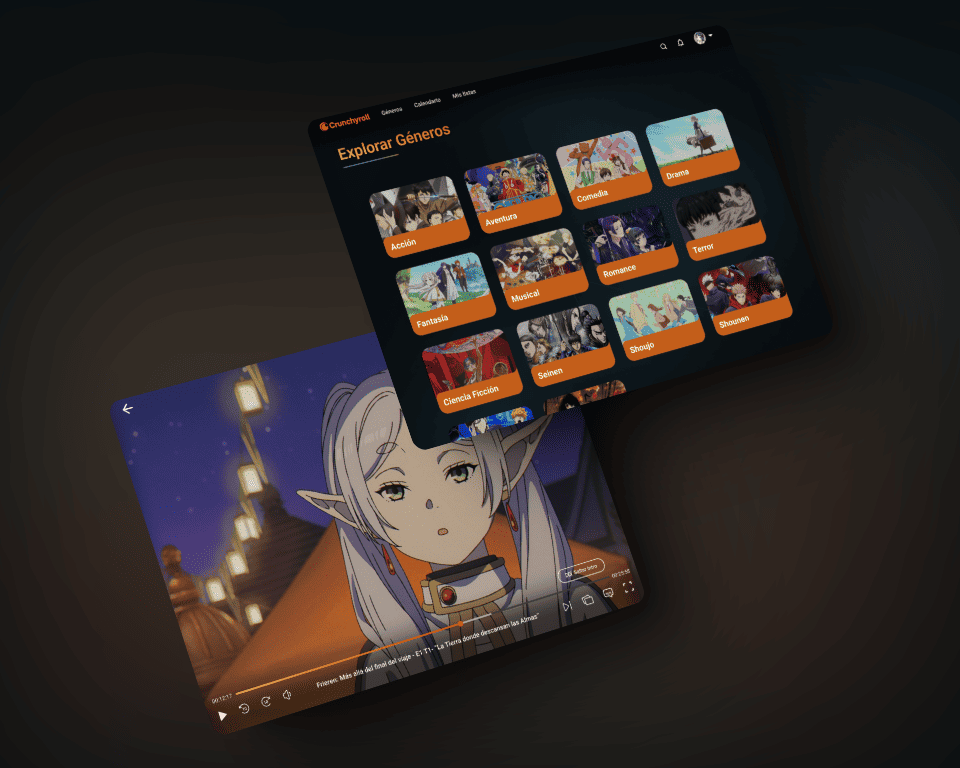 Crunchyroll
Géneros
Calendario
Mis listas
Explorar Géneros
Acción
Aventura
Comedia
Drama
Fantasía
Musical
Romance
Terror
Ciencia Ficción
Seinen
Shoujo
Shounen
Saltar Intro
00:12:17
00:25:55
Frieren: Más allá del final del viaje - E1 T1- "La Tierra donde descansan las Almas"